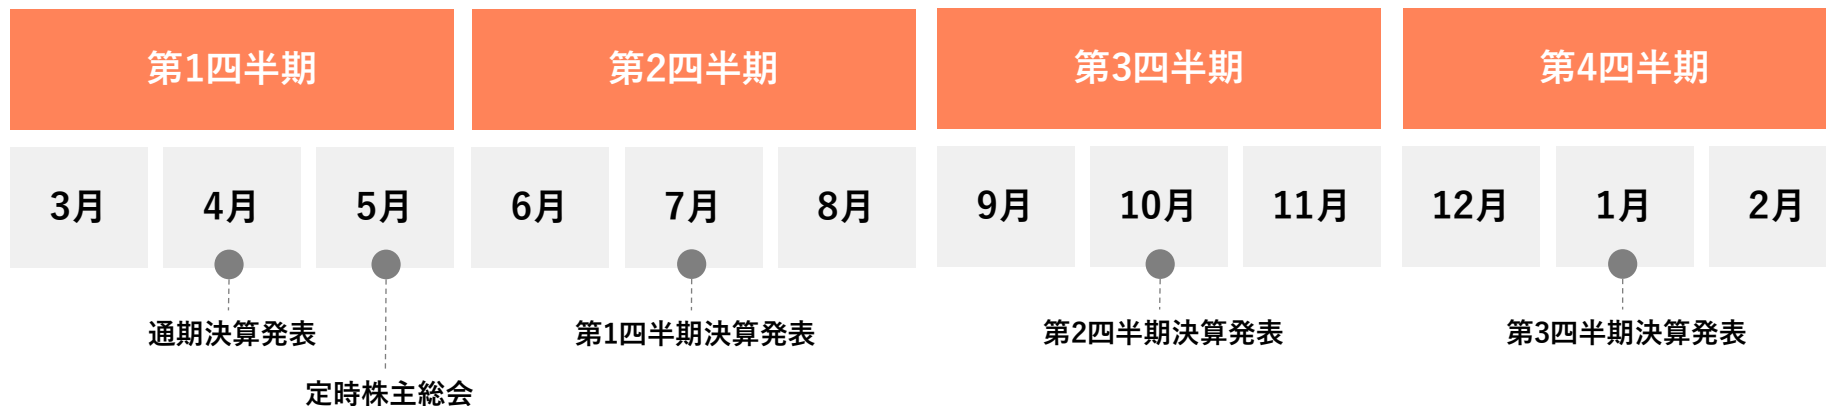 第1四半期
第2四半期
第3四半期
第4四半期
3月
4月
5月
6月
7月
8月
9月
10月
11月
12月
1月
2月
通期決算発表
第1四半期決算発表
第2四半期決算発表
第3四半期決算発表
定時株主総会